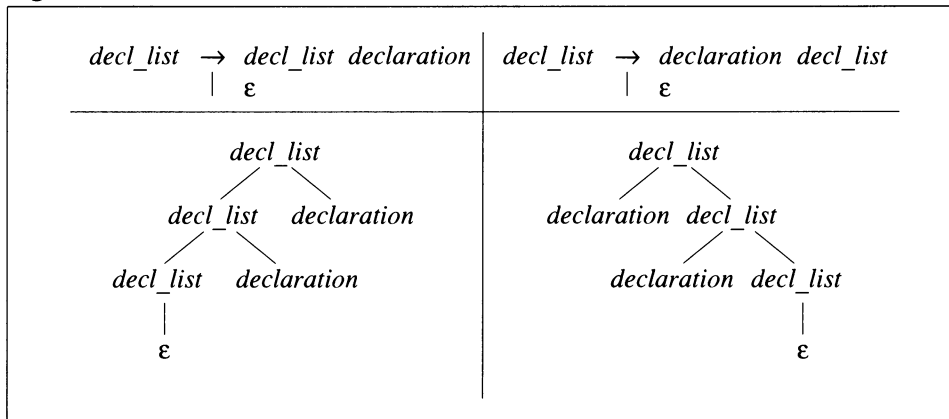 decl_list → decl_list declaration
| ε
decl_list → declaration decl_list
| ε
decl_list
decl_list declaration
decl_list declaration
ε
decl_list
declaration decl_list
declaration decl_list
ε